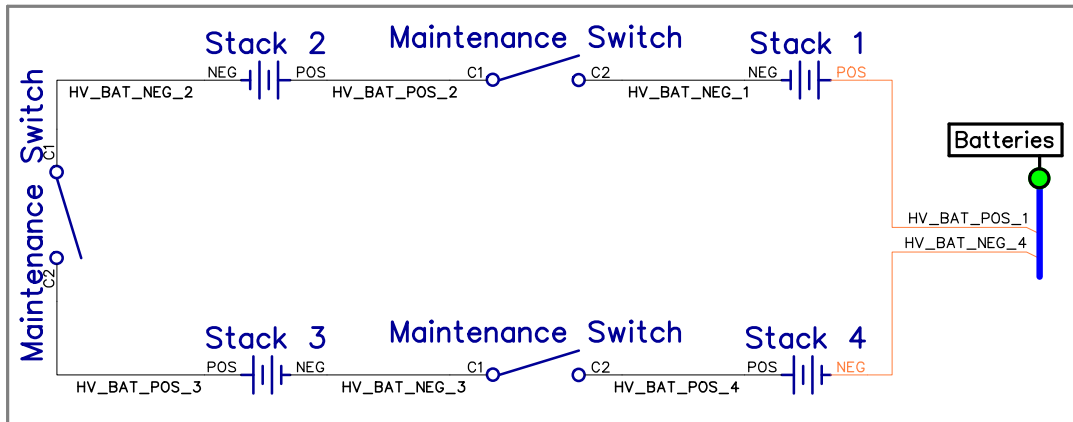 Stack 2
Maintenance Switch
Stack 1
NEG
POS
C1
C2
NEG
POS
HV_BAT_NEG_2
HV_BAT_POS_2
HV_BAT_NEG_1
Batteries
Maintenance Switch
C1
C2
HV_BAT_POS_1
HV_BAT_NEG_4
Stack 3
Maintenance Switch
Stack 4
POS
NEG
C1
C2
POS
NEG
HV_BAT_POS_3
HV_BAT_NEG_3
HV_BAT_POS_4